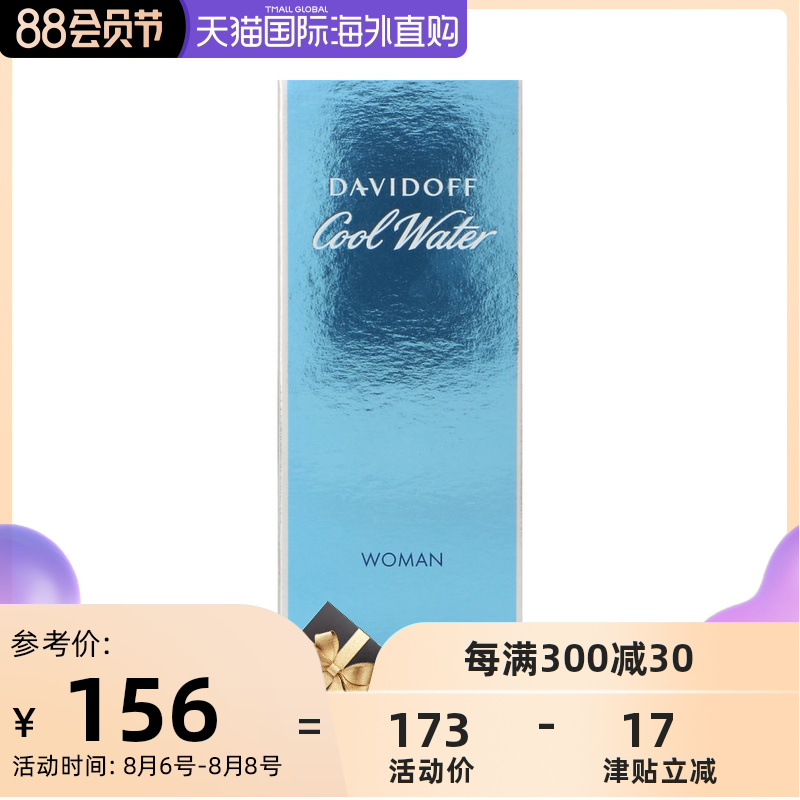 88会员节
TMALL GLOBAL
天猫国际海外直购
DAVIDOFF
Cool Water
WOMAN
参考价:
¥ 156 = 173 - 17
每满300减30
活动价
津贴立减
活动时间: 8月6号-8月8号